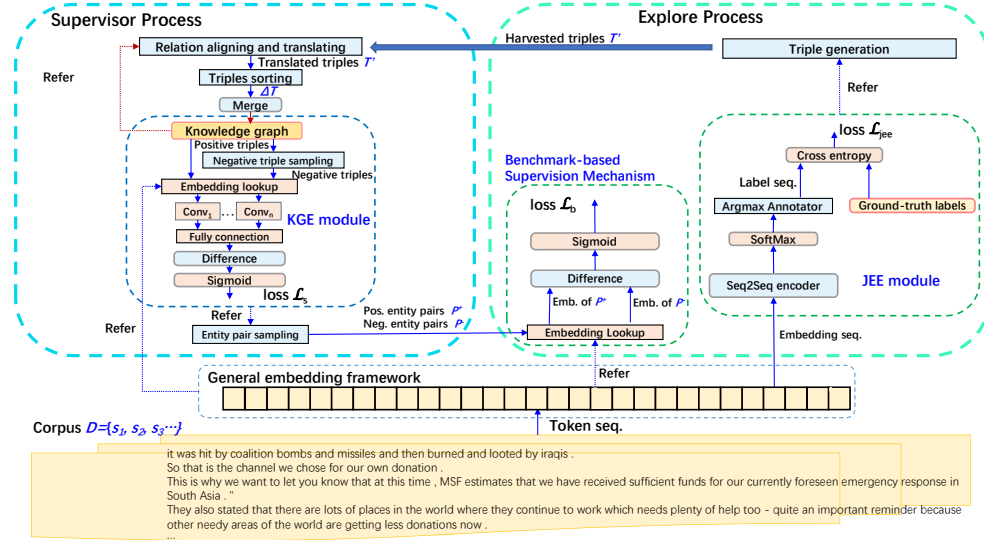 Supervisor Process
Explore Process
Relation aligning and translating
Harvested triples T'
Triple generation
Translated triples T'
Refer
Triples sorting
ΔT
Merge
Refer
Knowledge graph
Positive triples
Negative triple sampling
Negative triples
Embedding lookup
Conv1 ... Convn
KGE module
Fully connection
Difference
Sigmoid
loss 𝓛s
Refer
Refer
Entity pair sampling
Pos. entity pairs P+
Neg. entity pairs P-
Benchmark-based
Supervision Mechanism
loss 𝓛b
Sigmoid
Difference
Emb. of P+
Emb. of P-
Embedding Lookup
Refer
loss 𝓛jee
Cross entropy
Label seq.
Argmax Annotator
Ground-truth labels
SoftMax
Seq2Seq encoder
JEE module
Embedding seq.
General embedding framework
Corpus D={s1, s2, s3···}
Token seq.
it was hit by coalition bombs and missiles and then burned and looted by iraqis .
So that is the channel we chose for our own donation .
This is why we want to let you know that at this time , MSF estimates that we have received sufficient funds for our currently foreseen emergency response in
South Asia . "
They also stated that there are lots of places in the world where they continue to work which needs plenty of help too - quite an important reminder because
other needy areas of the world are getting less donations now .
...